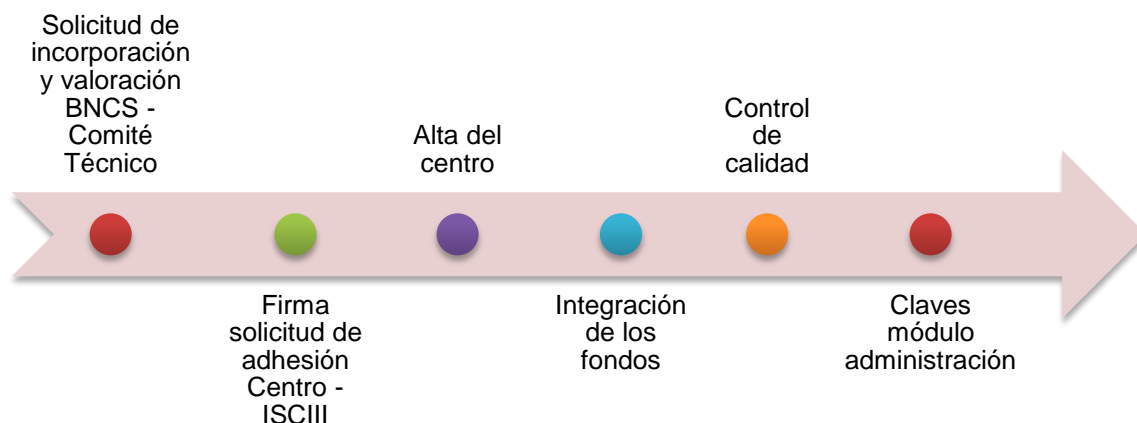 Solicitud de
incorporación
y valoración
BNCS -
Comité
Técnico
Firma
solicitud de
adhesión
Centro -
ISCIII
Alta del
centro
Integración
de los
fondos
Control
de
calidad
Claves
módulo
administración